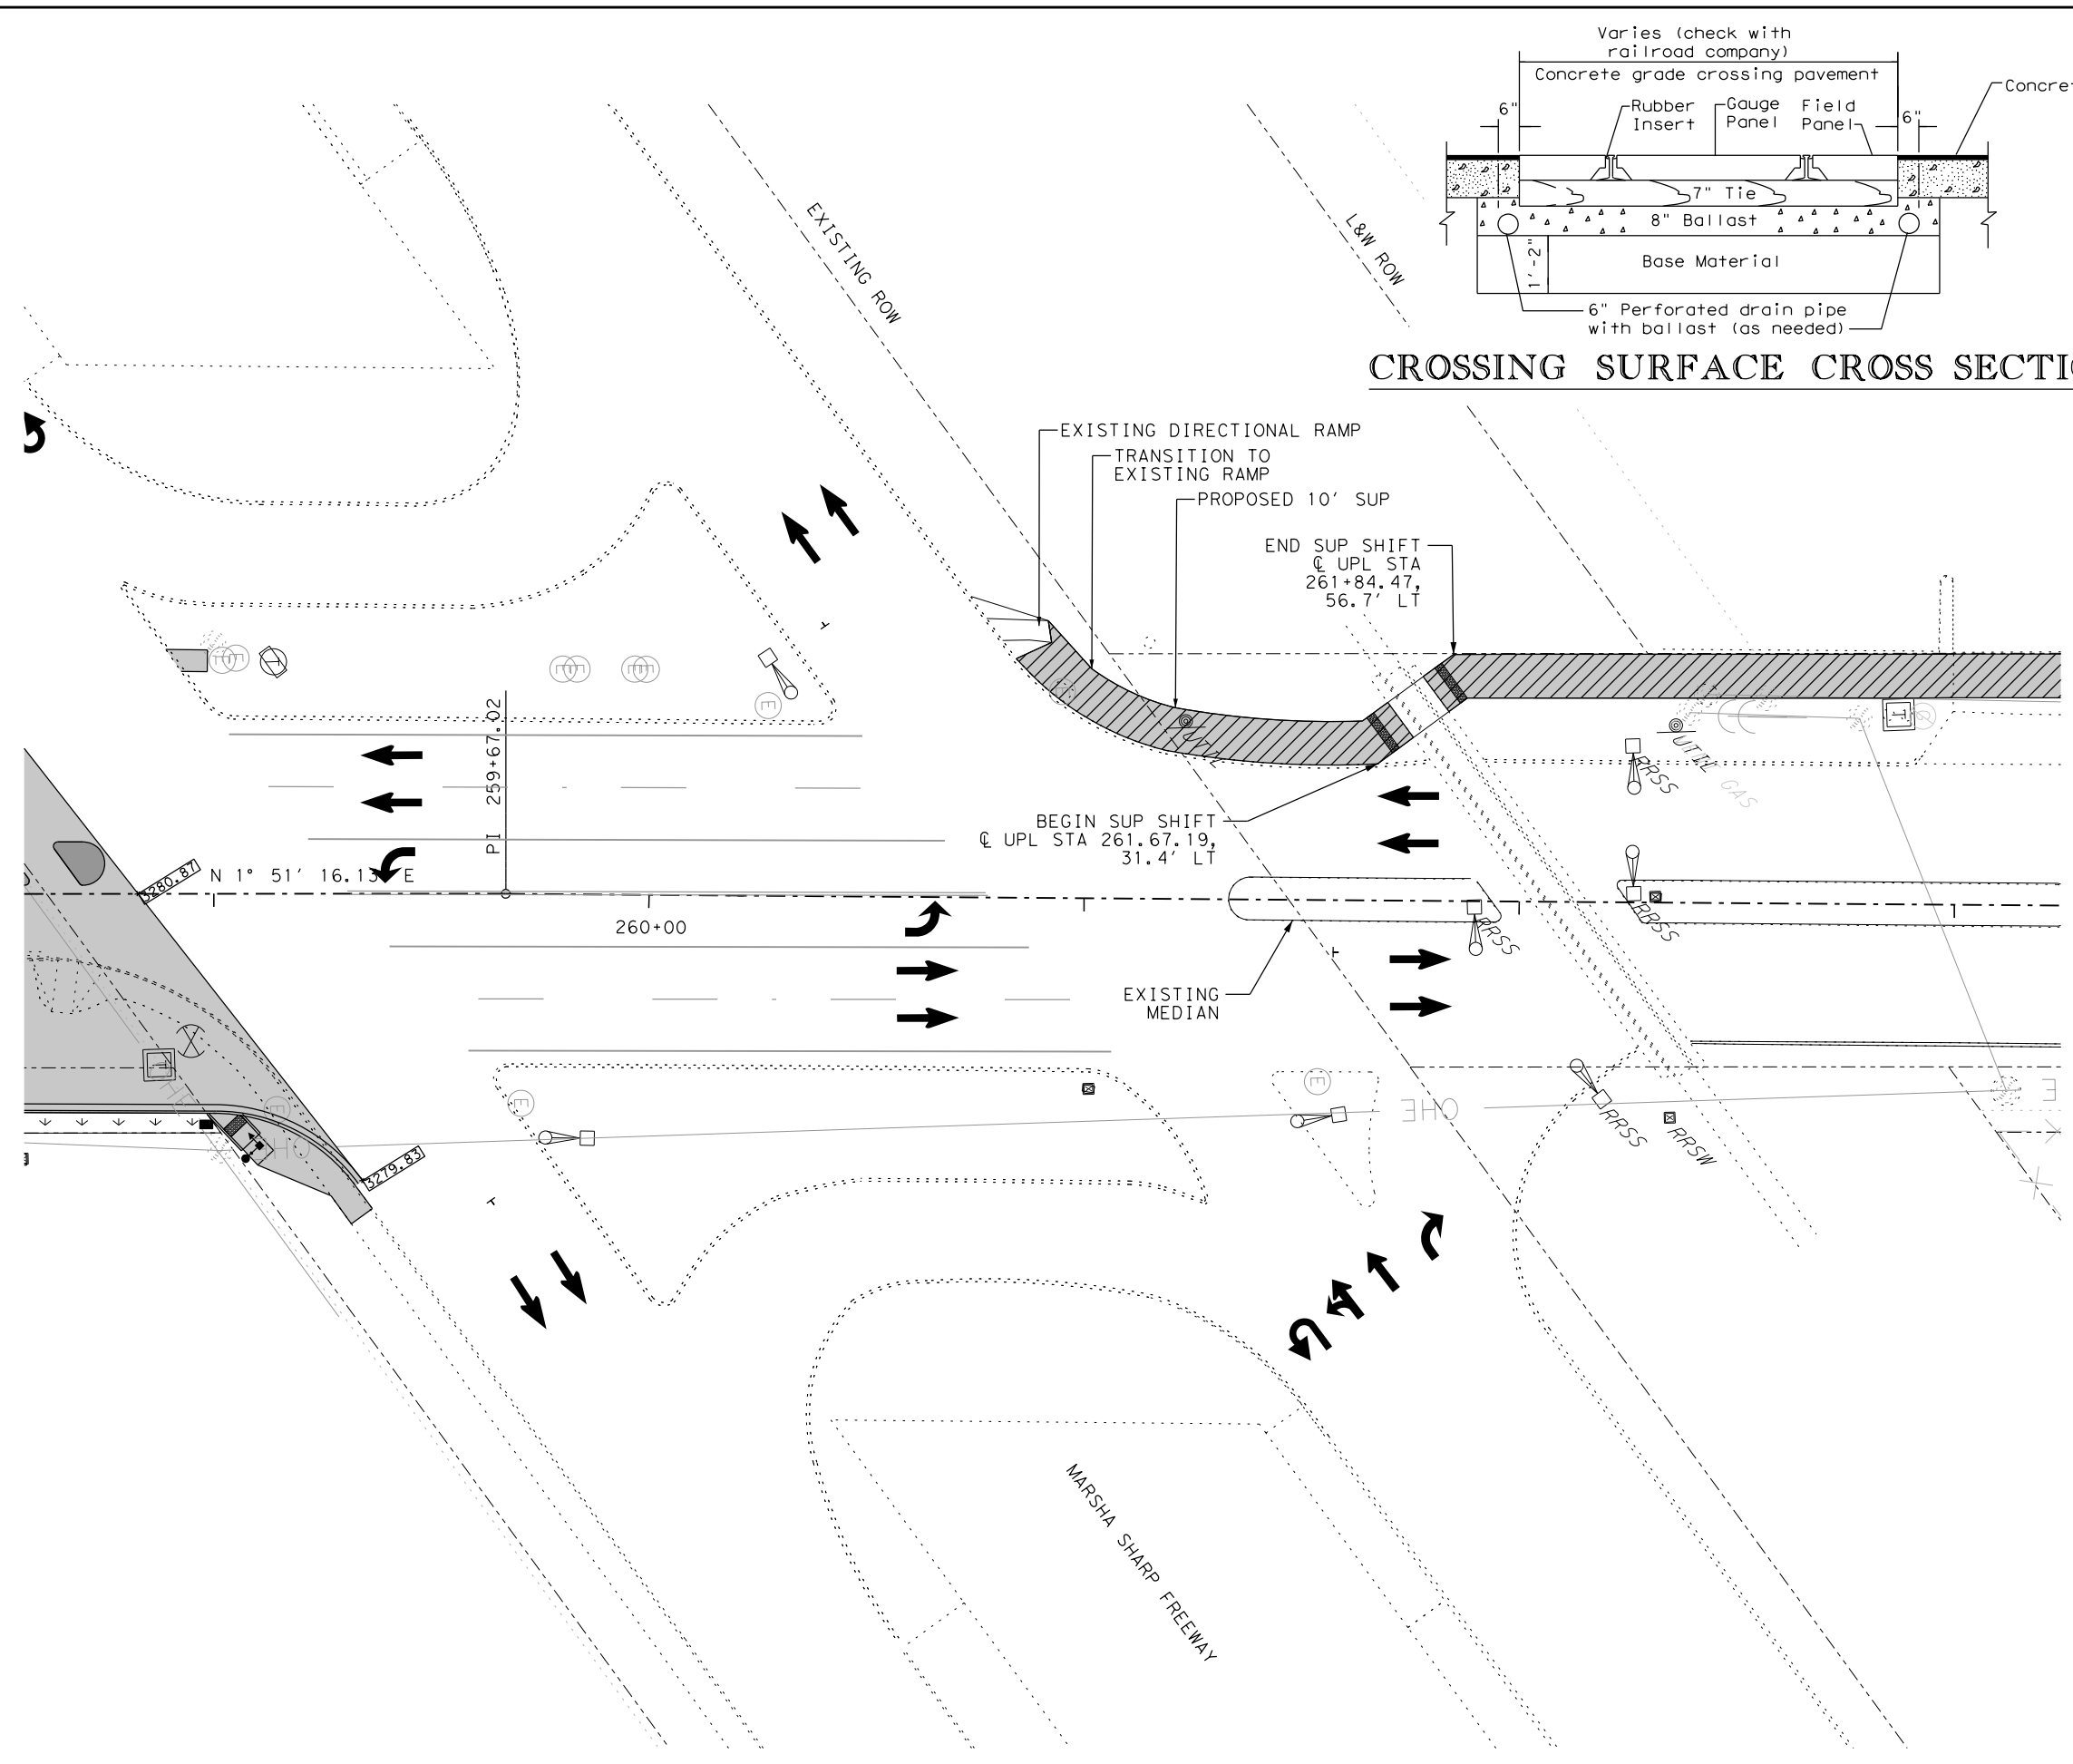 Varies (check with
railroad company)
Concrete grade crossing pavement
6"
Rubber
Insert
Gauge
Panel
Field
Panel
6"
7" Tie
8" Ballast
1'-2"
Base Material
6" Perforated drain pipe
with ballast (as needed)
CROSSING SURFACE CROSS
EXISTING ROW
L&W ROW
EXISTING DIRECTIONAL RAMP
TRANSITION TO
EXISTING RAMP
PROPOSED 10' SUP
END SUP SHIFT
℄ UPL STA
261+84.47,
56.7' LT
E
E
E
E
E
E
E
T
T
PI 259+67.02
UTIL
UTIL
GAS
RRSS
BEGIN SUP SHIFT
℄ UPL STA 261.67.19,
31.4' LT
3280.87
N 1° 51' 16.13" E
260+00
RRSS
RRSS
EXISTING
MEDIAN
T
OHE
E
E
E
OHE
OHE
E
RRSS
RRSW
3279.83
MARSHA SHARP FREEWAY